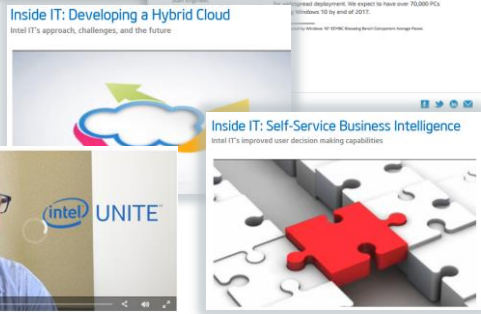 Inside IT: Developing a Hybrid Cloud
Intel IT's approach, challenges, and the future
widespread deployment. We expect to have over 70,000 PCs
Windows 10 by end of 2017.
Inside IT: Self-Service Business Intelligence
Intel IT's improved user decision making capabilities
intel UNITE